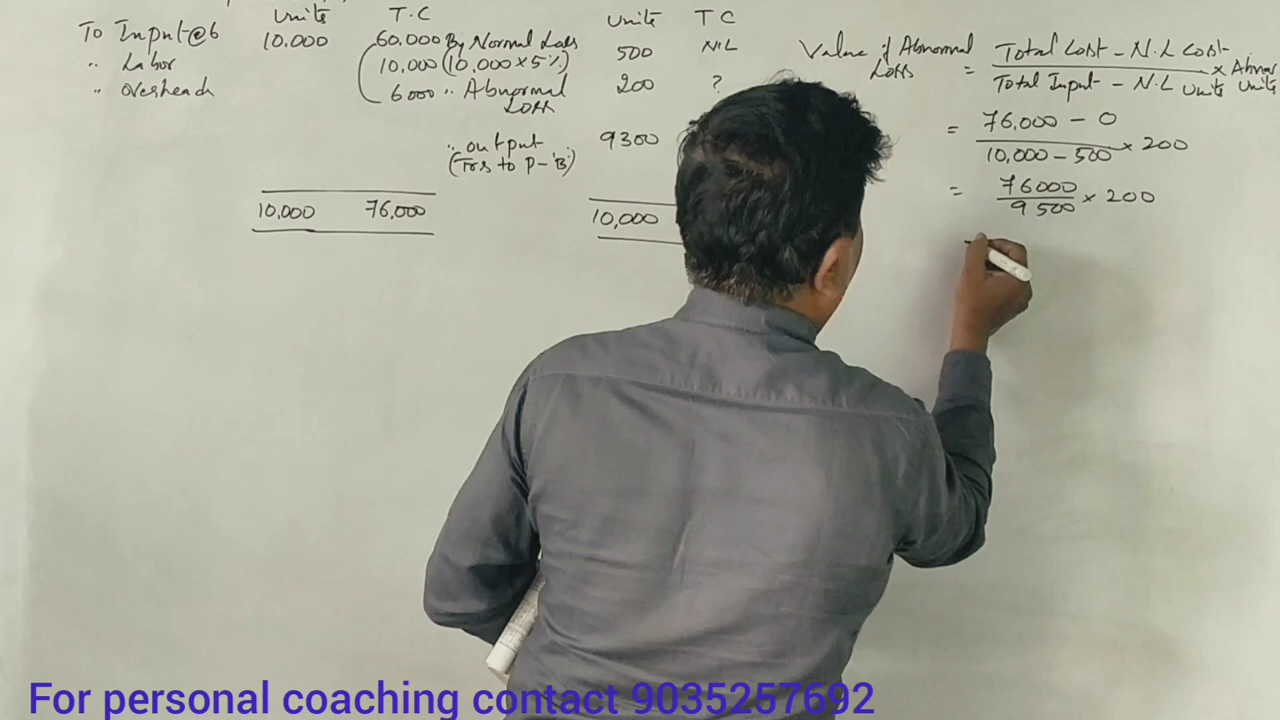 Units T.C Units T C
To Input @6 10,000 60,000 By Normal Loss 500 NIL
" Labor 10,000 (10,000 × 5%)
" Overhead 6000 " Abnormal Loss 200 ?
" output 9300
(Trs to P-'B')
10,000 76,000 10,000
Value of Abnormal Loss = Total Cost - N.L Cost / Total Input - N.L Units × Abnor Units
= 76,000 - 0 / 10,000 - 500 × 200
= 76000 / 9500 × 200
For personal coaching contact 9035257692